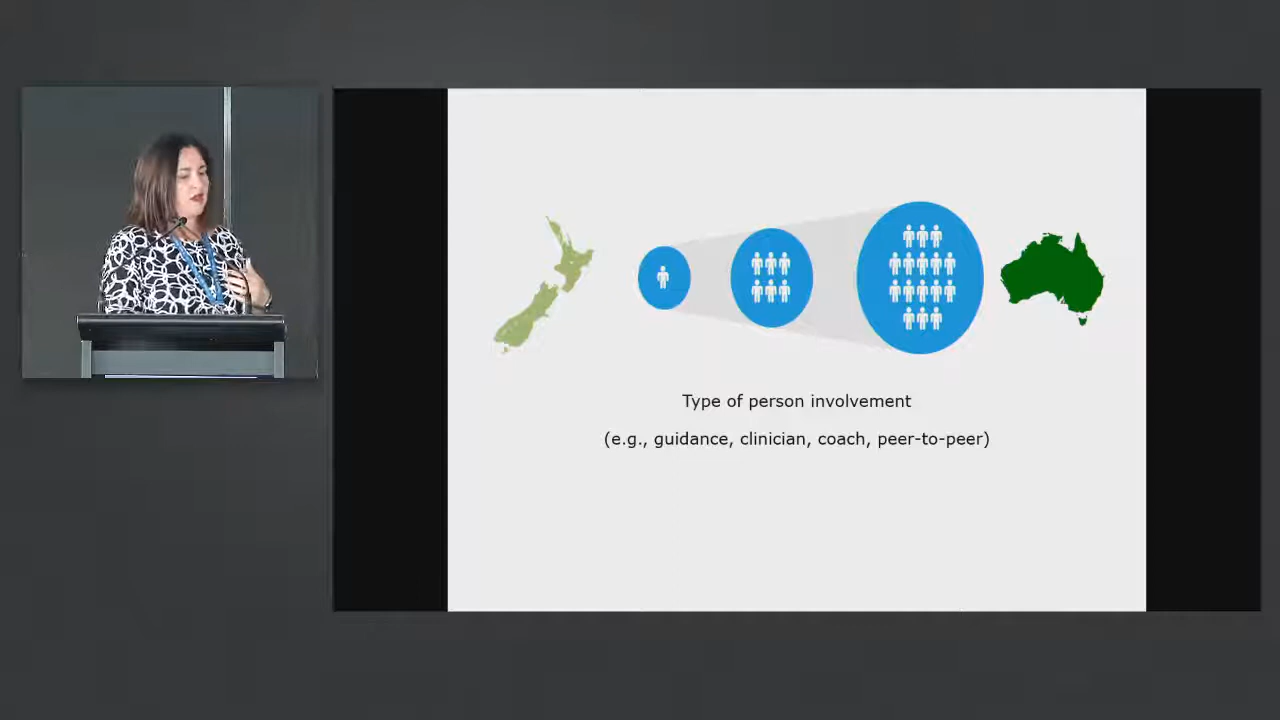 Type of person involvement
(e.g., guidance, clinician, coach, peer-to-peer)